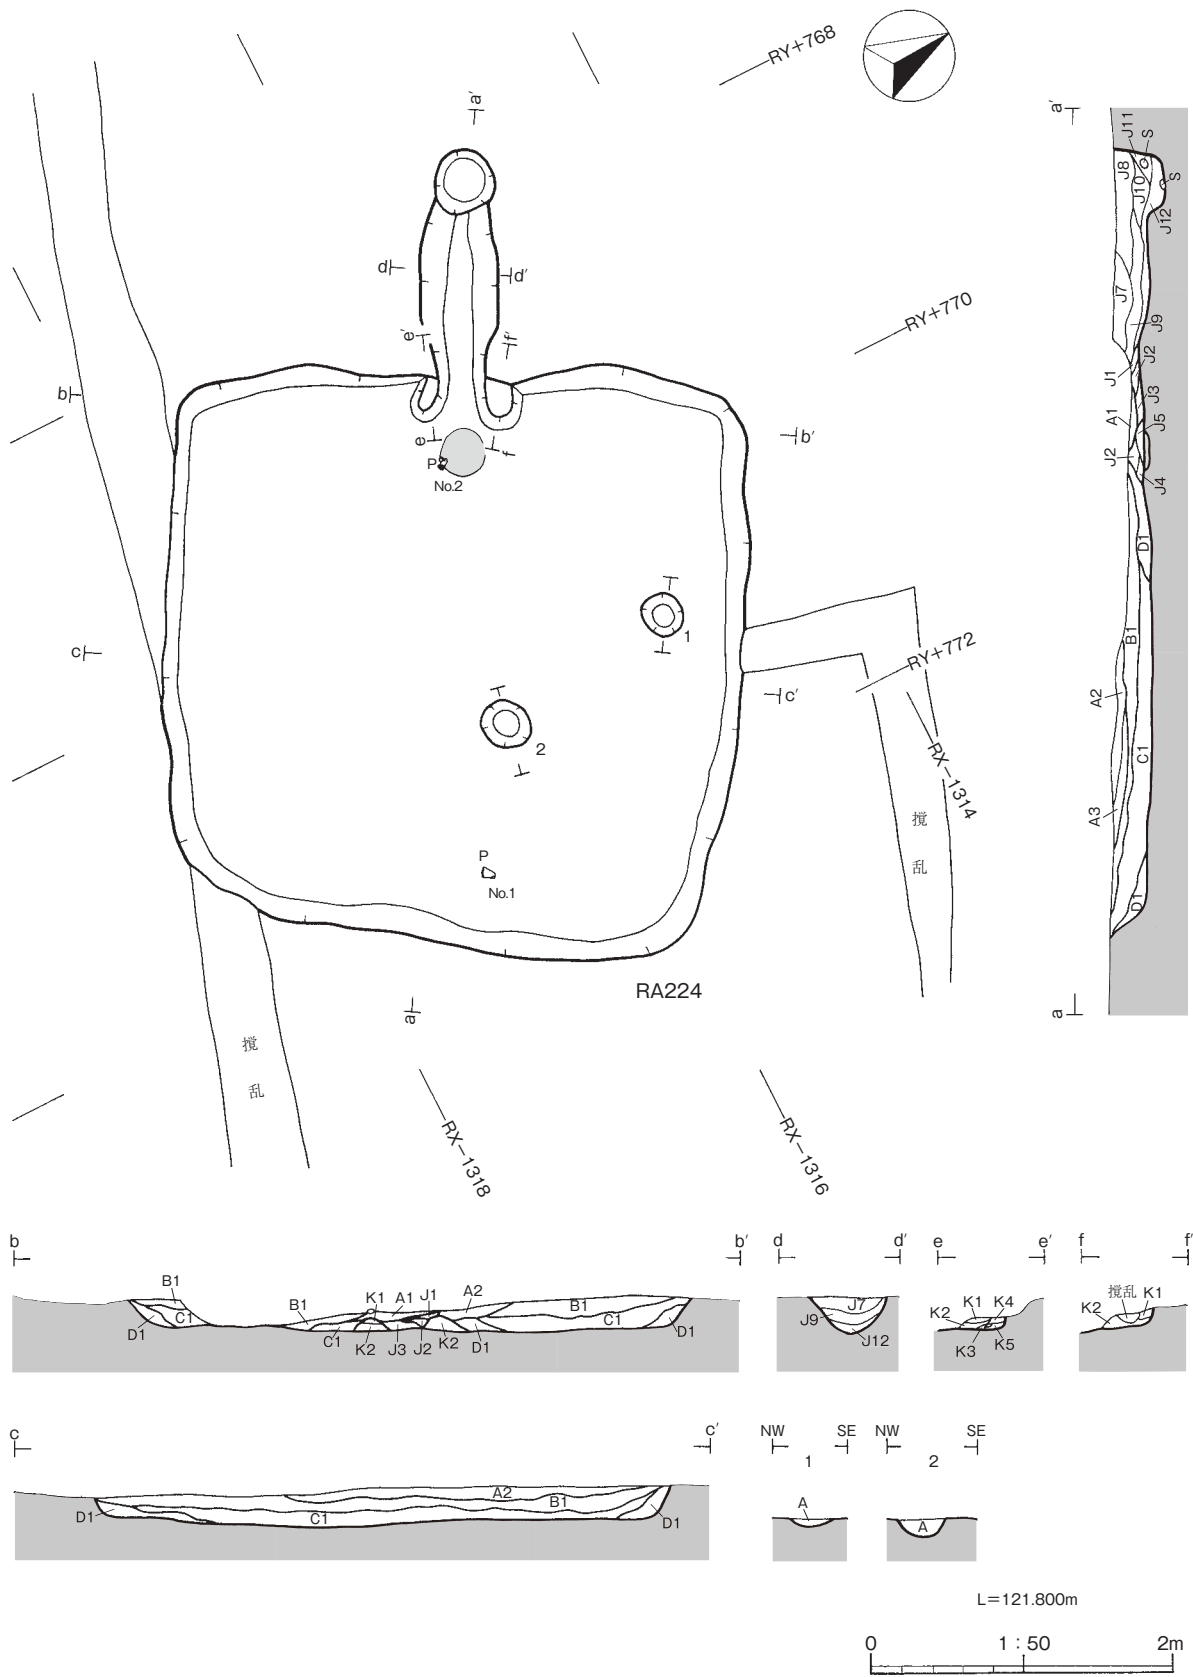 RY+768
a'
a'
J11
S
J8
J10
S
J12
d
d'
J7
J9
RY+770
e'
f'
J1
J2
J3
A1
J5
J2
J4
b
b'
e
f
P
No.2
D1
B1
1
RY+772
c
c'
A2
C1
2
RX−1314
A3
撹
乱
P
No.1
D1
RA224
a
a
撹
乱
RX−1318
RX−1316
b
b'
d
d'
e
e'
f
f'
B1
D1
C1
B1
K1
A1
J1
A2
B1
C1
K2
J3
J2
K2
D1
C1
D1
J7
J9
J12
K2
K1
K4
K3
K5
撹乱
K1
K2
c
c'
NW
SE
NW
SE
1
2
A2
B1
D1
C1
D1
A
A
L=121.800m
0
1：50
2m